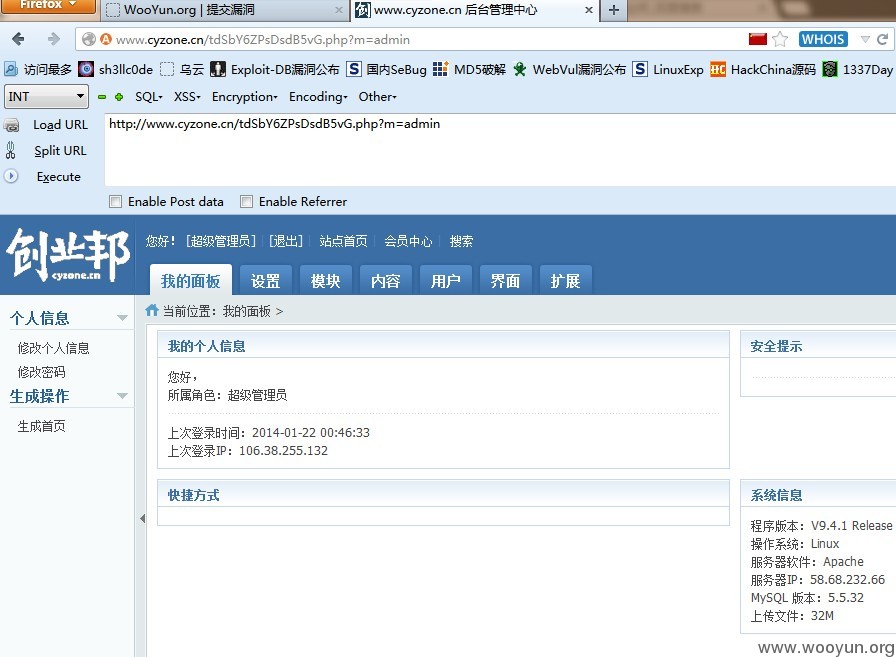 Firefox
WooYun.org | 提交漏洞
www.cyzone.cn 后台管理中心
www.cyzone.cn/tdSbY6ZPsDsdB5vG.php?m=admin
WHOIS
访问最多 sh3llc0de 乌云 Exploit-DB漏洞公布 国内SeBug MD5破解 WebVul漏洞公布 LinuxExp HackChina源码 1337Day
INT SQL XSS Encryption Encoding Other
Load URL
http://www.cyzone.cn/tdSbY6ZPsDsdB5vG.php?m=admin
Split URL
Execute
Enable Post data Enable Referrer
创业邦
cyzone.cn
您好! [超级管理员] [退出] 站点首页 会员中心 搜索
我的面板 设置 模块 内容 用户 界面 扩展
个人信息
修改个人信息
修改密码
生成操作
生成首页
当前位置：我的面板 >
我的个人信息
您好，
所属角色：超级管理员
上次登录时间：2014-01-22 00:46:33
上次登录IP：106.38.255.132
快捷方式
安全提示
系统信息
程序版本：V9.4.1 Release
操作系统：Linux
服务器软件：Apache
服务器IP：58.68.232.66
MySQL 版本：5.5.32
上传文件：32M
www.wooyun.org